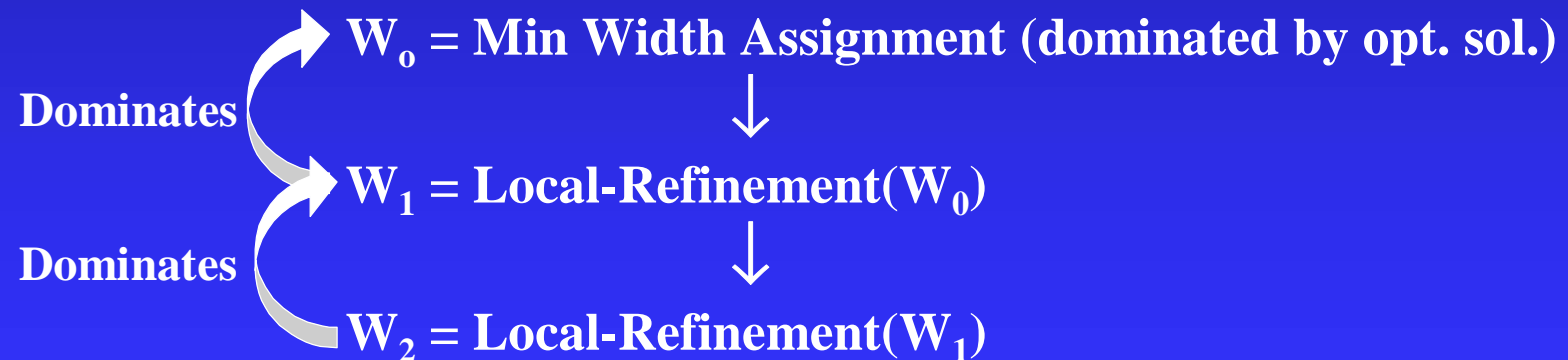 Wₒ = Min Width Assignment (dominated by opt. sol.)
Dominates
↓
W₁ = Local-Refinement(W₀)
Dominates
↓
W₂ = Local-Refinement(W₁)